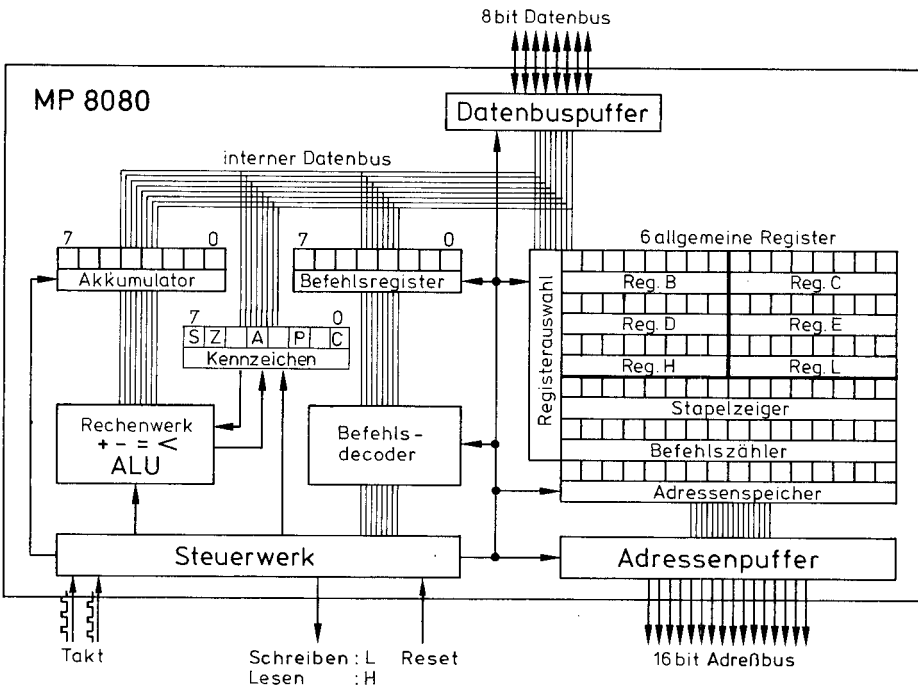 8bit Datenbus
MP 8080
Datenbuspuffer
interner Datenbus
7 0
Akkumulator
7 0
Befehlsregister
6 allgemeine Register
Registerauswahl
Reg. B Reg. C
Reg. D Reg. E
Reg. H Reg. L
Stapelzeiger
Befehlszähler
Adressenspeicher
7 0
S Z A P C
Kennzeichen
Rechenwerk
+ − = <
ALU
Befehls-
decoder
Steuerwerk
Adressenpuffer
Takt
Schreiben : L
Lesen : H
Reset
16bit Adreßbus